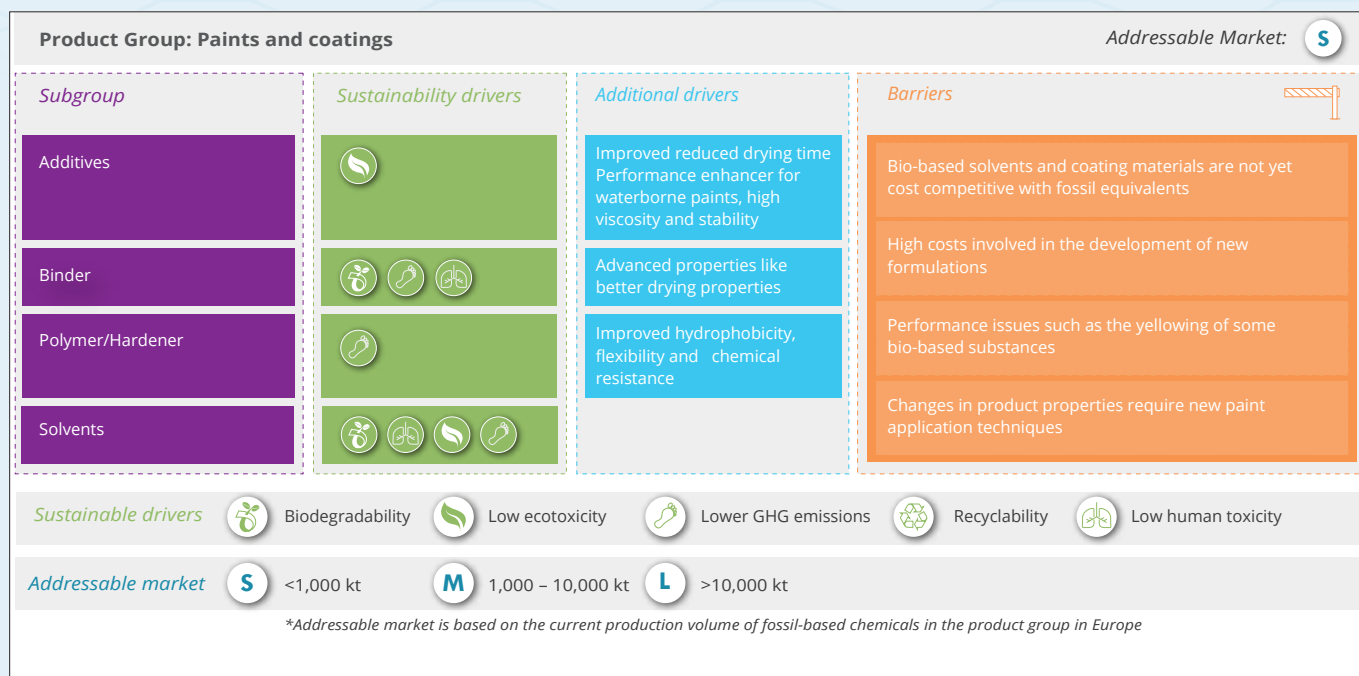 Product Group: Paints and coatings
Addressable Market:
S
Subgroup
Sustainability drivers
Additional drivers
Barriers
Additives
Improved reduced drying time
Performance enhancer for
waterborne paints, high
viscosity and stability
Binder
Advanced properties like
better drying properties
Polymer/Hardener
Improved hydrophobicity,
flexibility and chemical
resistance
Solvents
Bio-based solvents and coating materials are not yet
cost competitive with fossil equivalents
High costs involved in the development of new
formulations
Performance issues such as the yellowing of some
bio-based substances
Changes in product properties require new paint
application techniques
Sustainable drivers
Biodegradability
Low ecotoxicity
Lower GHG emissions
Recyclability
Low human toxicity
Addressable market
S
<1,000 kt
M
1,000 – 10,000 kt
L
>10,000 kt
*Addressable market is based on the current production volume of fossil-based chemicals in the product group in Europe